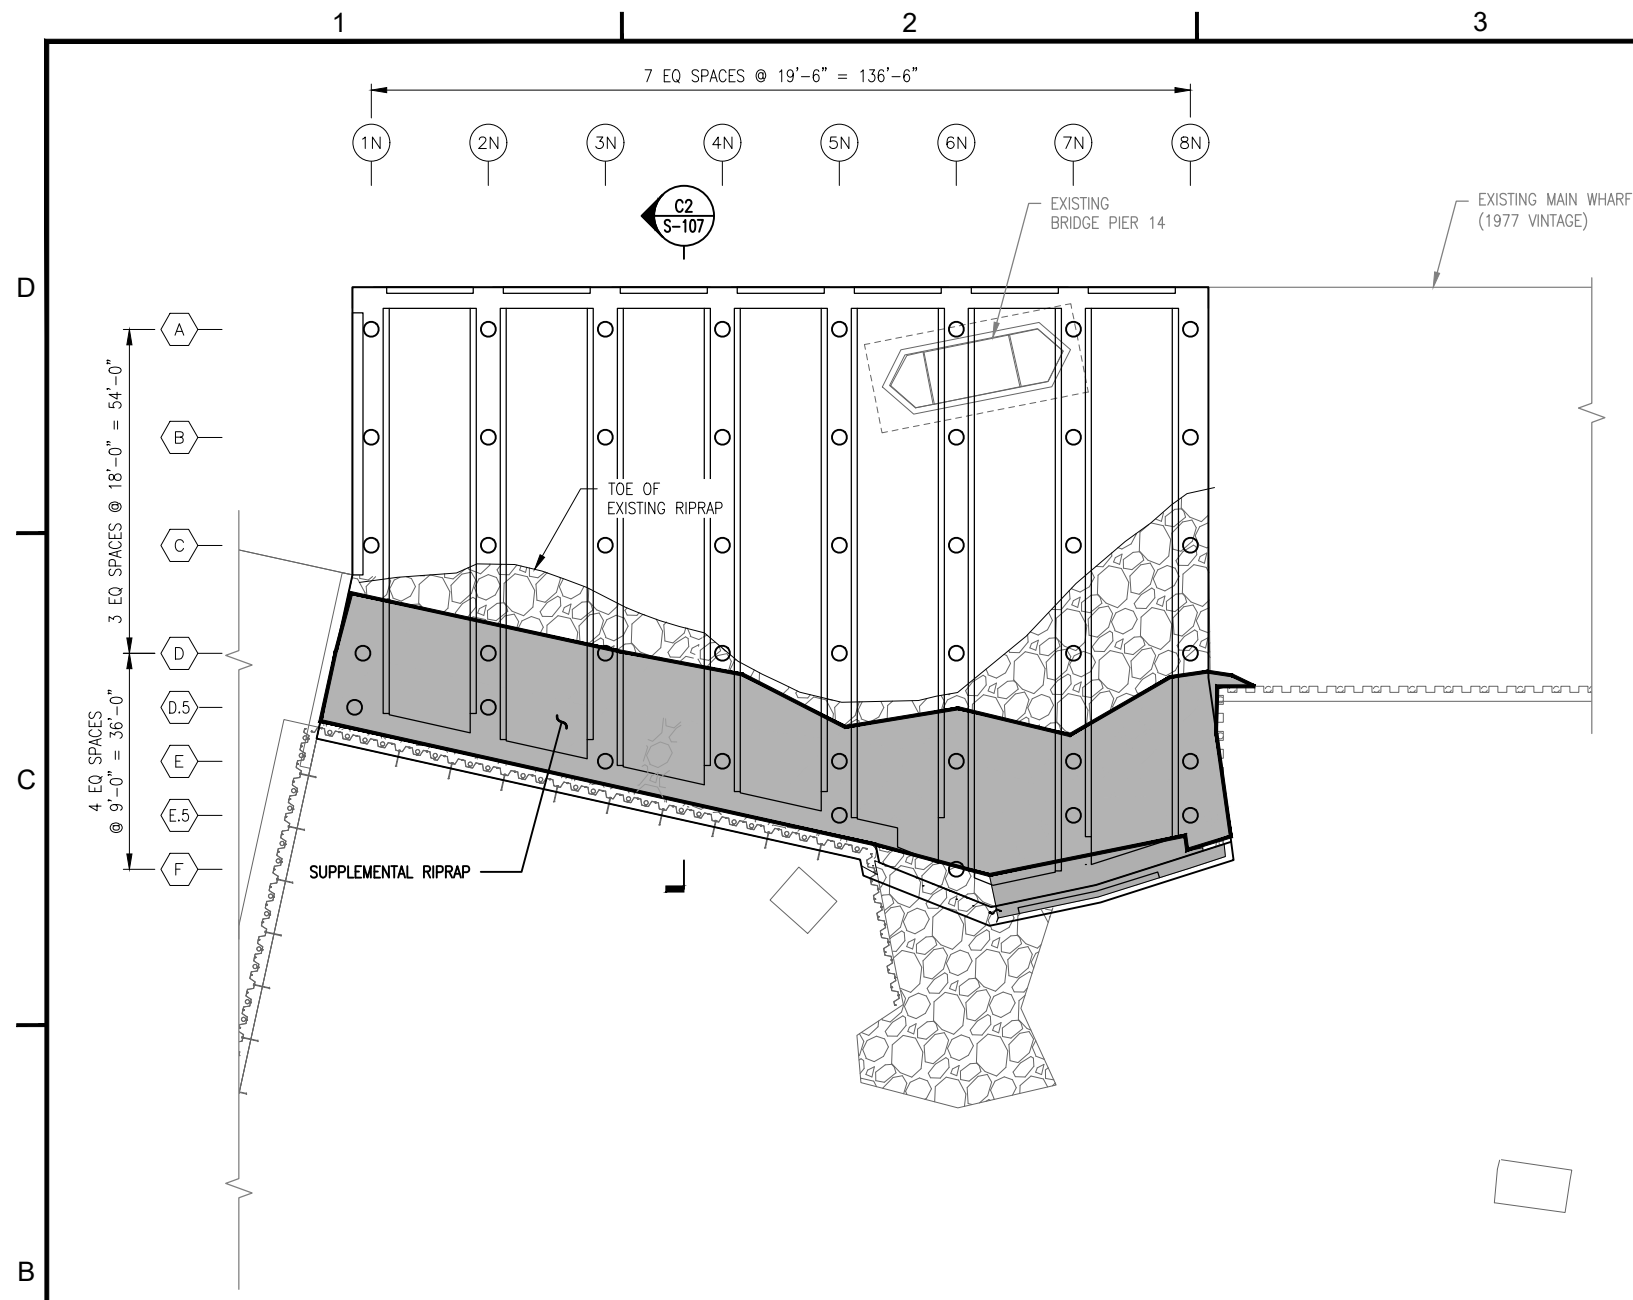 1
2
3
7 EQ SPACES @ 19'-6" = 136'-6"
1N
2N
3N
4N
5N
6N
7N
8N
C2
S-107
EXISTING
BRIDGE PIER 14
EXISTING MAIN WHARF
(1977 VINTAGE)
D
A
B
C
D
D.5
E
E.5
F
3 EQ SPACES @ 18'-0" = 54'-0"
4 EQ SPACES
@ 9'-0" = 36'-0"
TOE OF
EXISTING RIPRAP
C
SUPPLEMENTAL RIPRAP
B